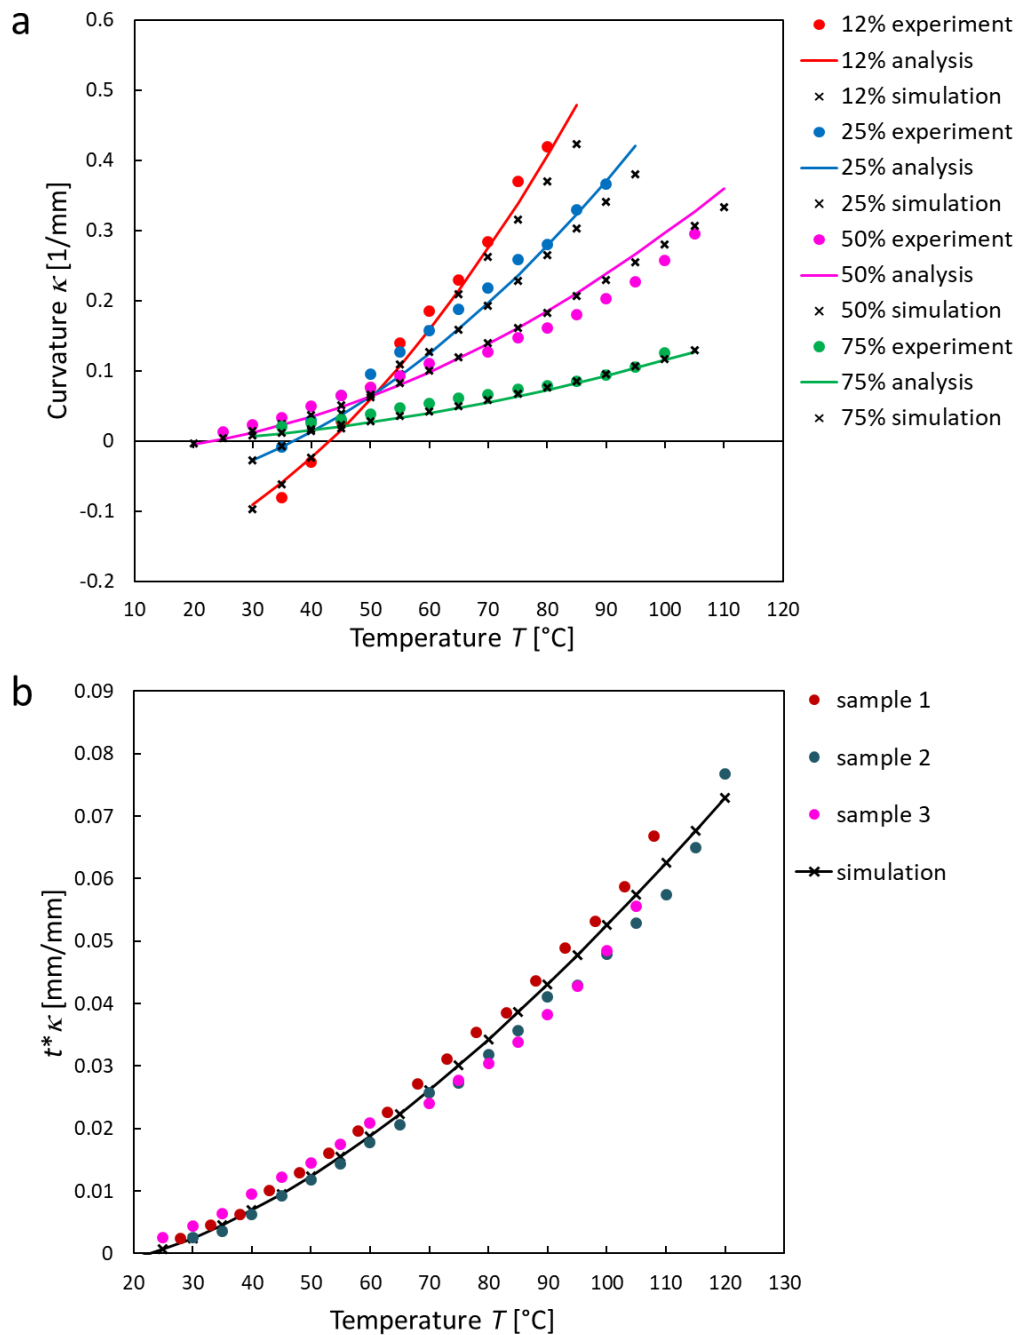 a
0.6
0.5
0.4
0.3
0.2
0.1
0
-0.1
-0.2
Curvature κ [1/mm]
10 20 30 40 50 60 70 80 90 100 110 120
Temperature T [°C]
12% experiment
12% analysis
12% simulation
25% experiment
25% analysis
25% simulation
50% experiment
50% analysis
50% simulation
75% experiment
75% analysis
75% simulation
b
0.09
0.08
0.07
0.06
0.05
0.04
0.03
0.02
0.01
0
t*κ [mm/mm]
20 30 40 50 60 70 80 90 100 110 120 130
Temperature T [°C]
sample 1
sample 2
sample 3
simulation